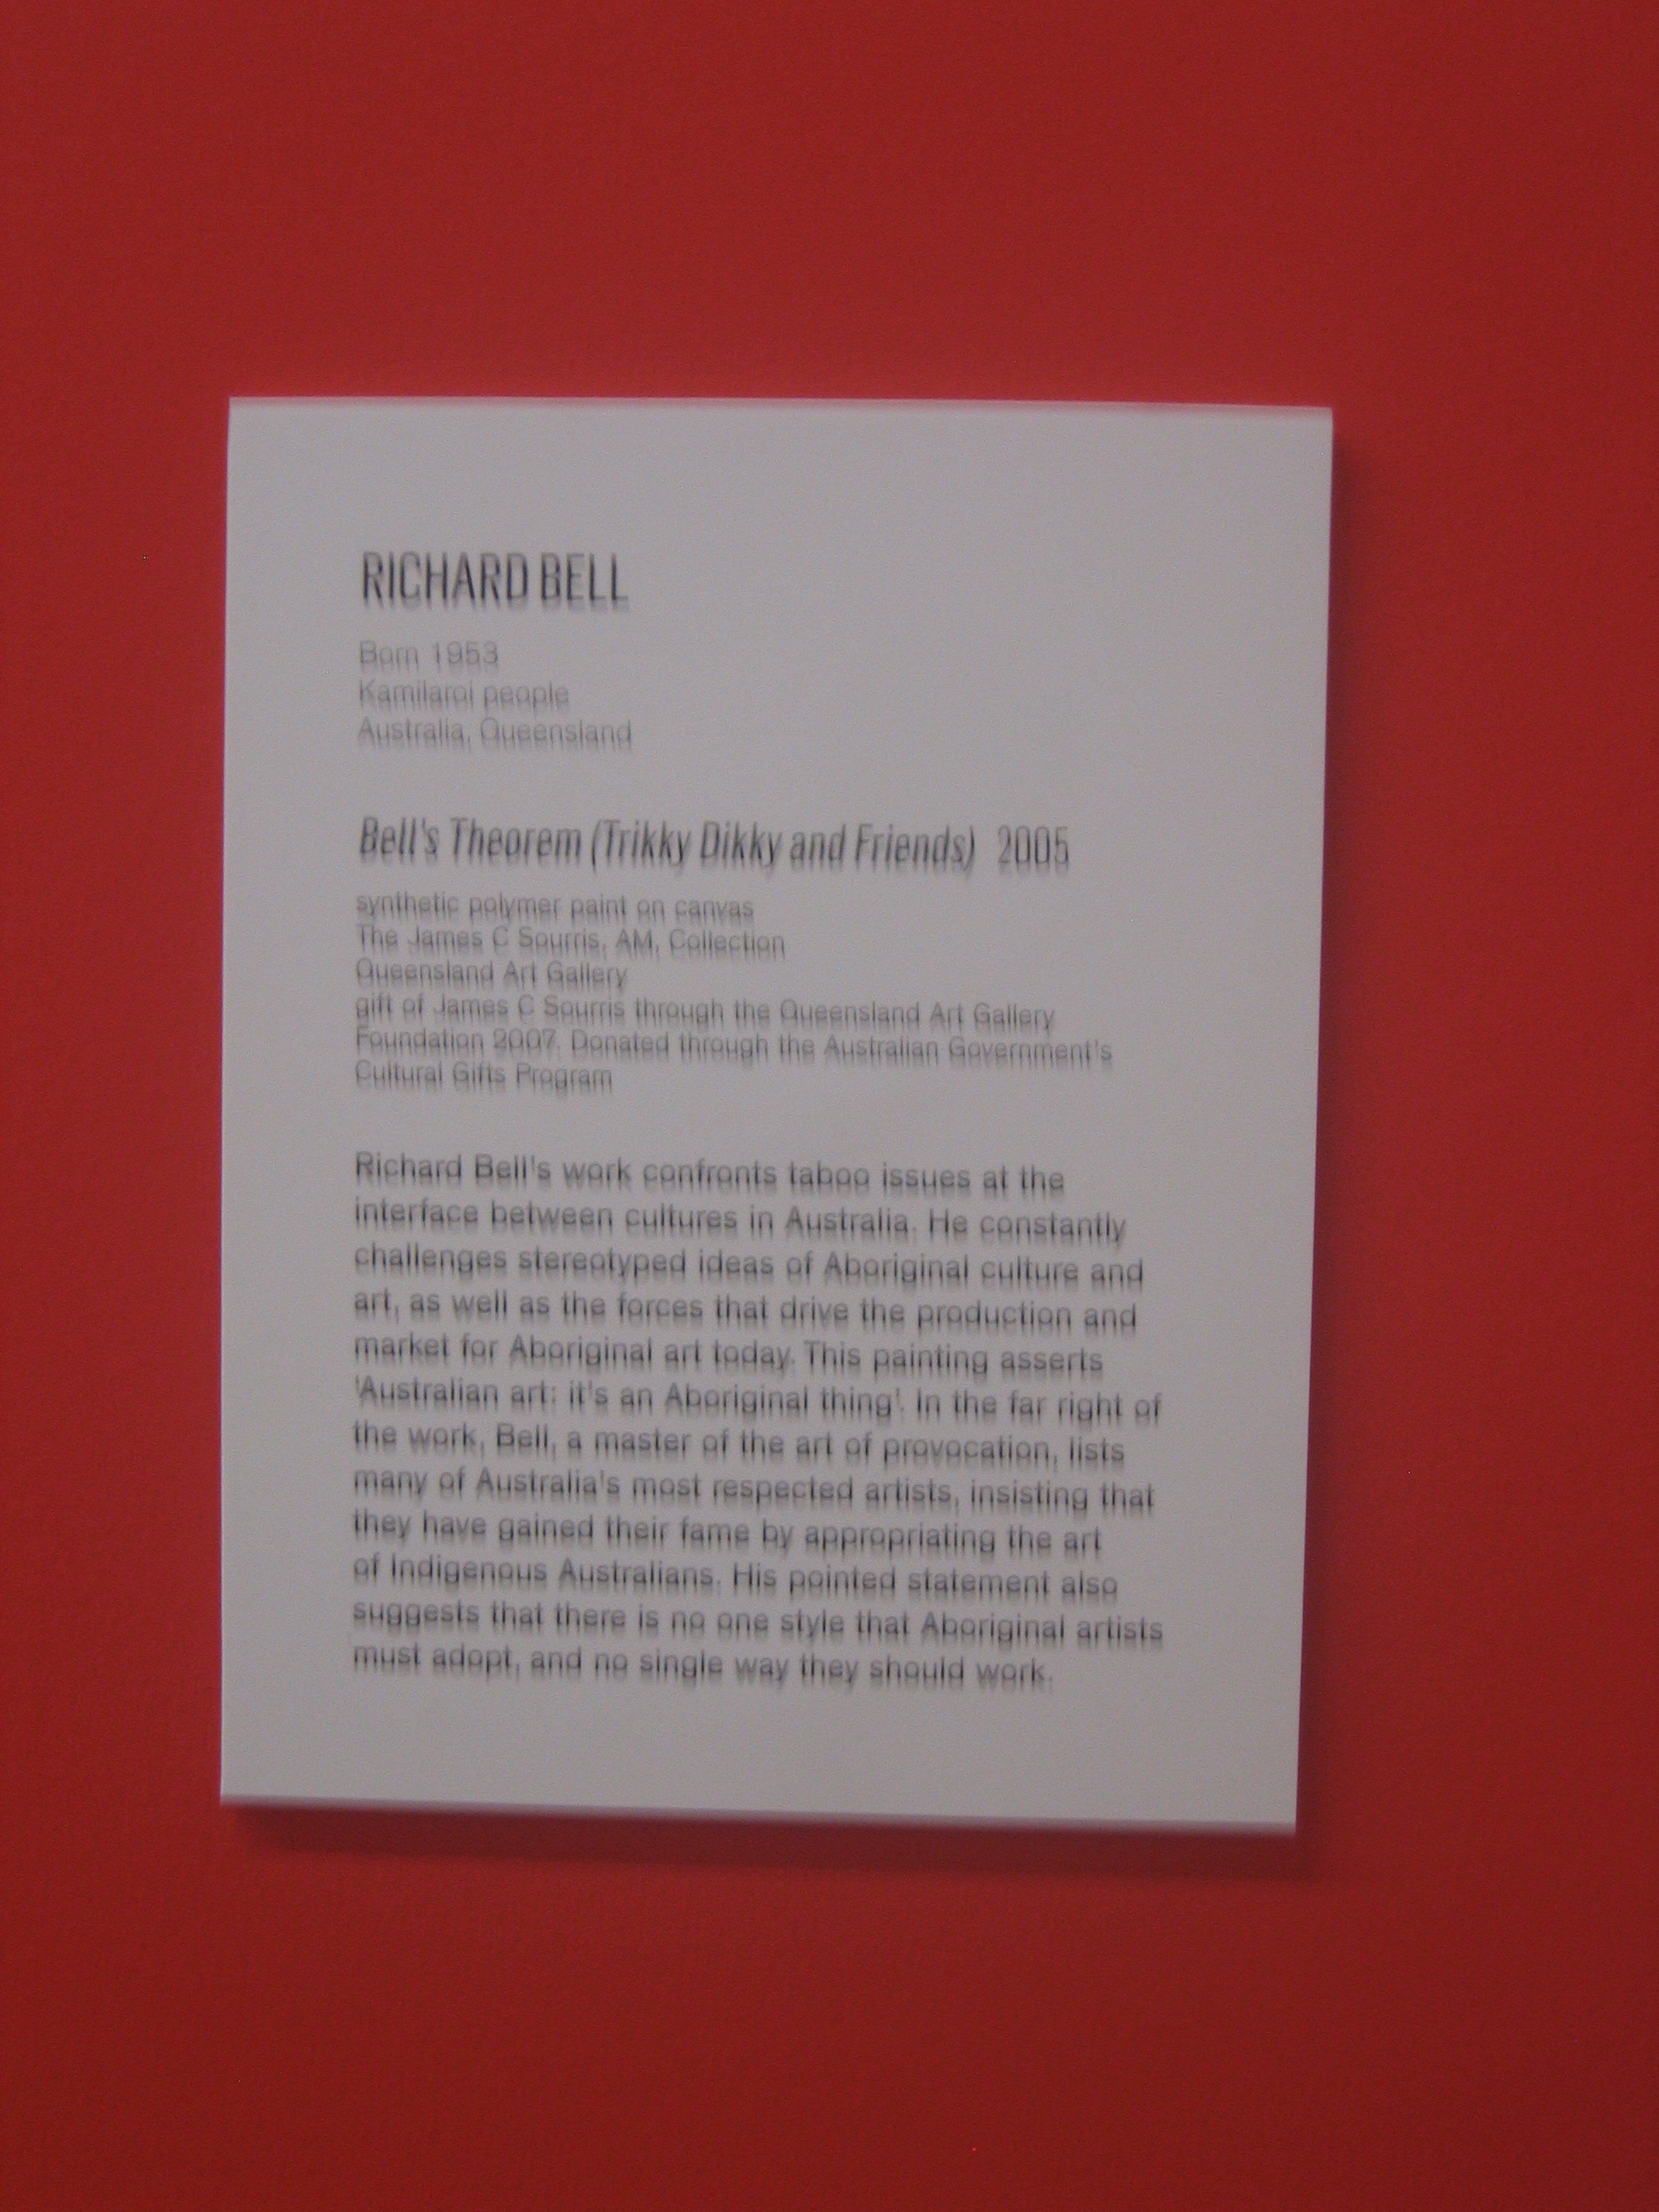 RICHARD BELL
Born 1953
Kamilaroi people
Australia, Queensland
Bell's Theorem (Trikky Dikky and Friends) 2005
synthetic polymer paint on canvas
The James C Sourris, AM, Collection
Queensland Art Gallery
gift of James C Sourris through the Queensland Art Gallery
Foundation 2007. Donated through the Australian Government's
Cultural Gifts Program
Richard Bell's work confronts taboo issues at the
interface between cultures in Australia. He constantly
challenges stereotyped ideas of Aboriginal culture and
art, as well as the forces that drive the production and
market for Aboriginal art today. This painting asserts
'Australian art: it's an Aboriginal thing'. In the far right of
the work, Bell, a master of the art of provocation, lists
many of Australia's most respected artists, insisting that
they have gained their fame by appropriating the art
of Indigenous Australians. His pointed statement also
suggests that there is no one style that Aboriginal artists
must adopt, and no single way they should work.